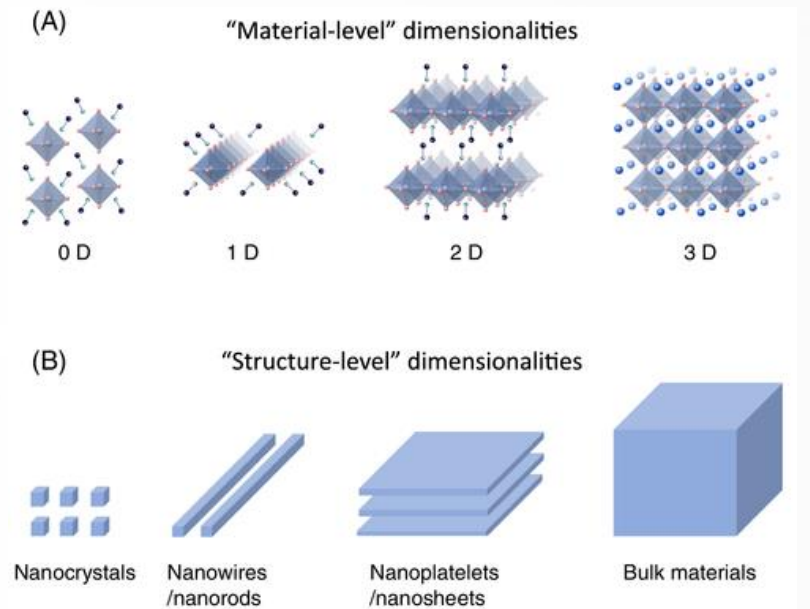 (A)
“Material-level” dimensionalities
0 D
1 D
2 D
3 D
(B)
“Structure-level” dimensionalities
Nanocrystals
Nanowires
/nanorods
Nanoplatelets
/nanosheets
Bulk materials